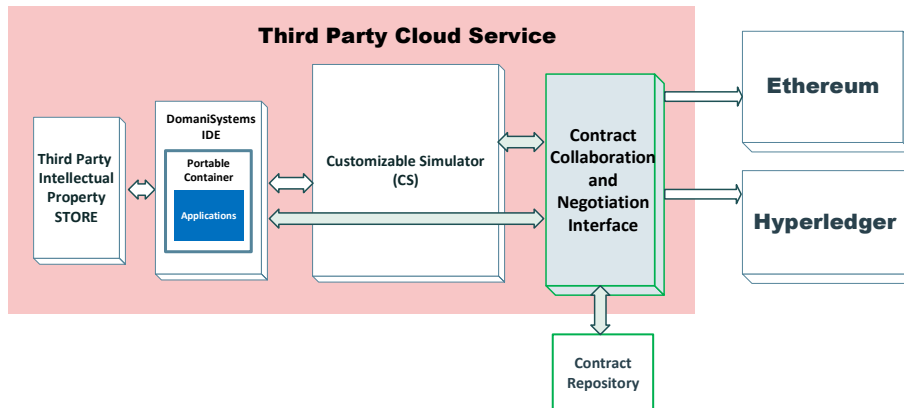 Third Party Cloud Service
Third Party
Intellectual
Property
STORE
DomaniSystems
IDE
Portable
Container
Applications
Customizable Simulator
(CS)
Contract
Collaboration
and
Negotiation
Interface
Ethereum
Hyperledger
Contract
Repository